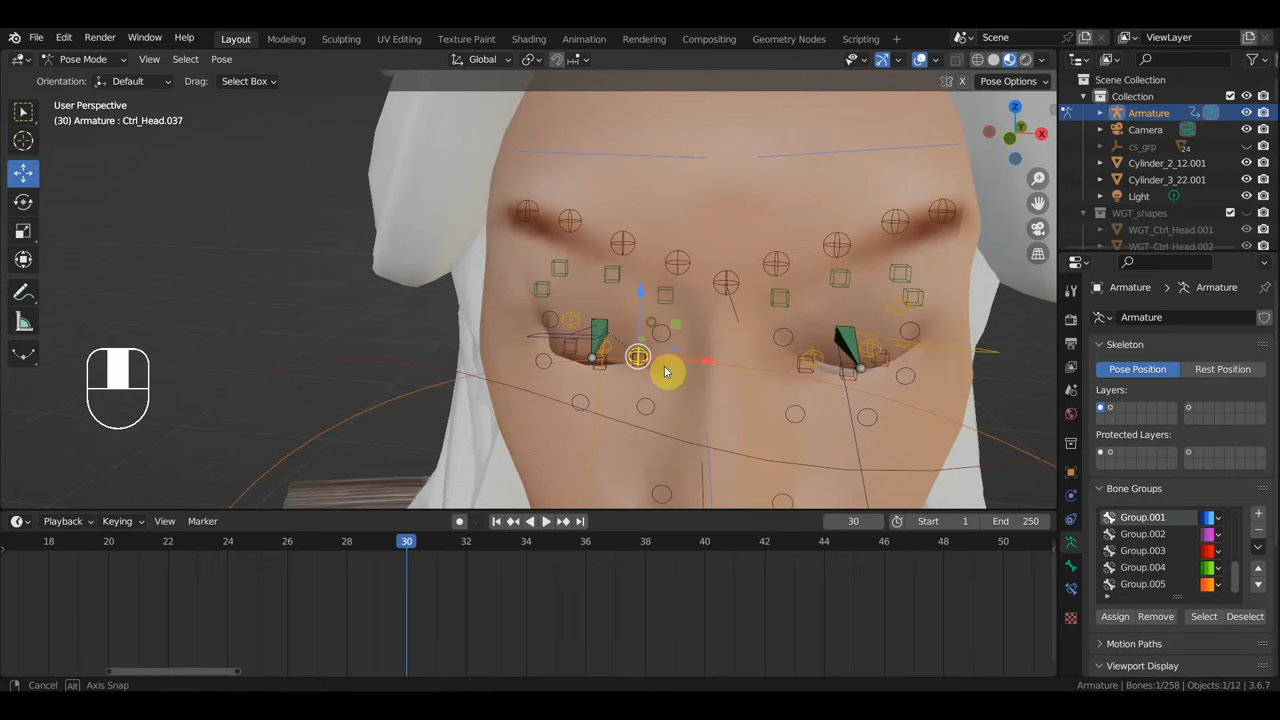 File Edit Render Window Help Layout Modeling Sculpting UV Editing Texture Paint Shading Animation Rendering Compositing Geometry Nodes Scripting + Scene ViewLayer
Pose Mode View Select Pose Global
Orientation: Default Drag: Select Box X Pose Options
User Perspective
(30) Armature : Ctrl_Head.037
Z
Y
X
Scene Collection
Collection
Armature
Camera
cs_grp 24
Cylinder_2_12.001
Cylinder_3_22.001
Light
WGT_shapes
WGT_Ctrl_Head.001
WGT_Ctrl_Head.002
Armature Armature
Armature
Skeleton
Pose Position Rest Position
Layers:
Protected Layers:
Bone Groups
Group.001
Group.002
Group.003
Group.004
Group.005
Assign Remove Select Deselect
Motion Paths
Viewport Display
Playback Keying View Marker 30 Start 1 End 250
18 20 22 24 26 28 30 32 34 36 38 40 42 44 46 48 50
Cancel Alt Axis Snap Armature | Bones:1/258 | Objects:1/12 | 3.6.7